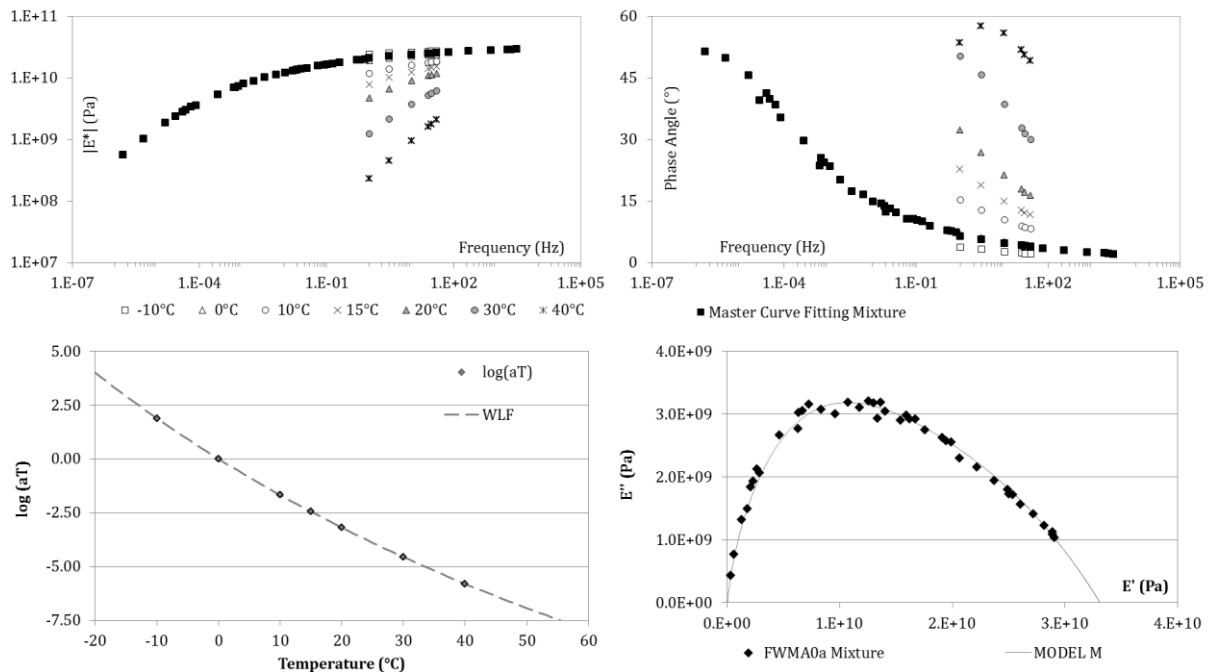 1.E+11
1.E+10
1.E+09
1.E+08
1.E+07
|E*| (Pa)
Frequency (Hz)
1.E-07 1.E-04 1.E-01 1.E+02 1.E+05
-10°C 0°C 10°C 15°C 20°C 30°C 40°C
60
45
30
15
0
Phase Angle (°)
Frequency (Hz)
1.E-07 1.E-04 1.E-01 1.E+02 1.E+05
Master Curve Fitting Mixture
5.00
2.50
0.00
-2.50
-5.00
-7.50
log (aT)
log(aT)
WLF
-20 -10 0 10 20 30 40 50 60
Temperature (°C)
4.0E+09
3.0E+09
2.0E+09
1.0E+09
0.0E+00
E'' (Pa)
E' (Pa)
0.E+00 1.E+10 2.E+10 3.E+10 4.E+10
FWMA0a Mixture MODEL M